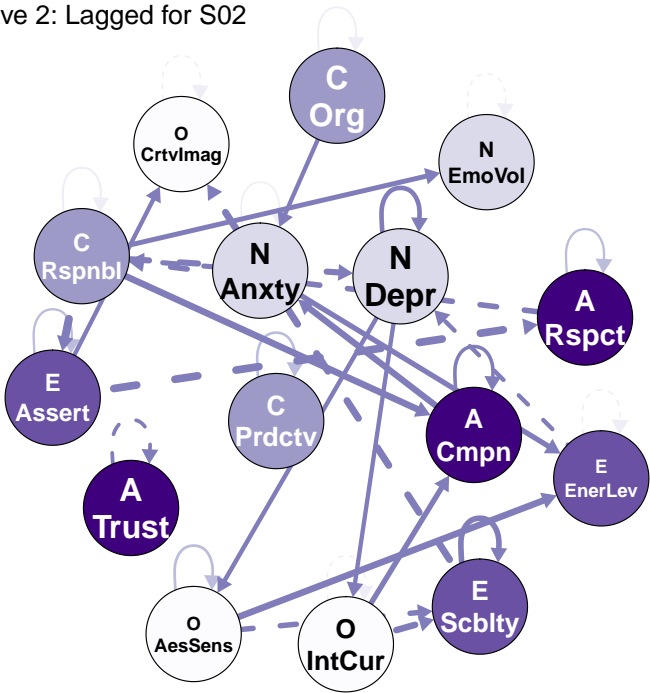 ve 2: Lagged for S02
C
Org
O
CrtvImag
N
EmoVol
C
Rspnbl
N
Anxty
N
Depr
A
Rspct
E
Assert
C
Prdctv
A
Cmpn
E
EnerLev
A
Trust
O
AesSens
O
IntCur
E
Scblty